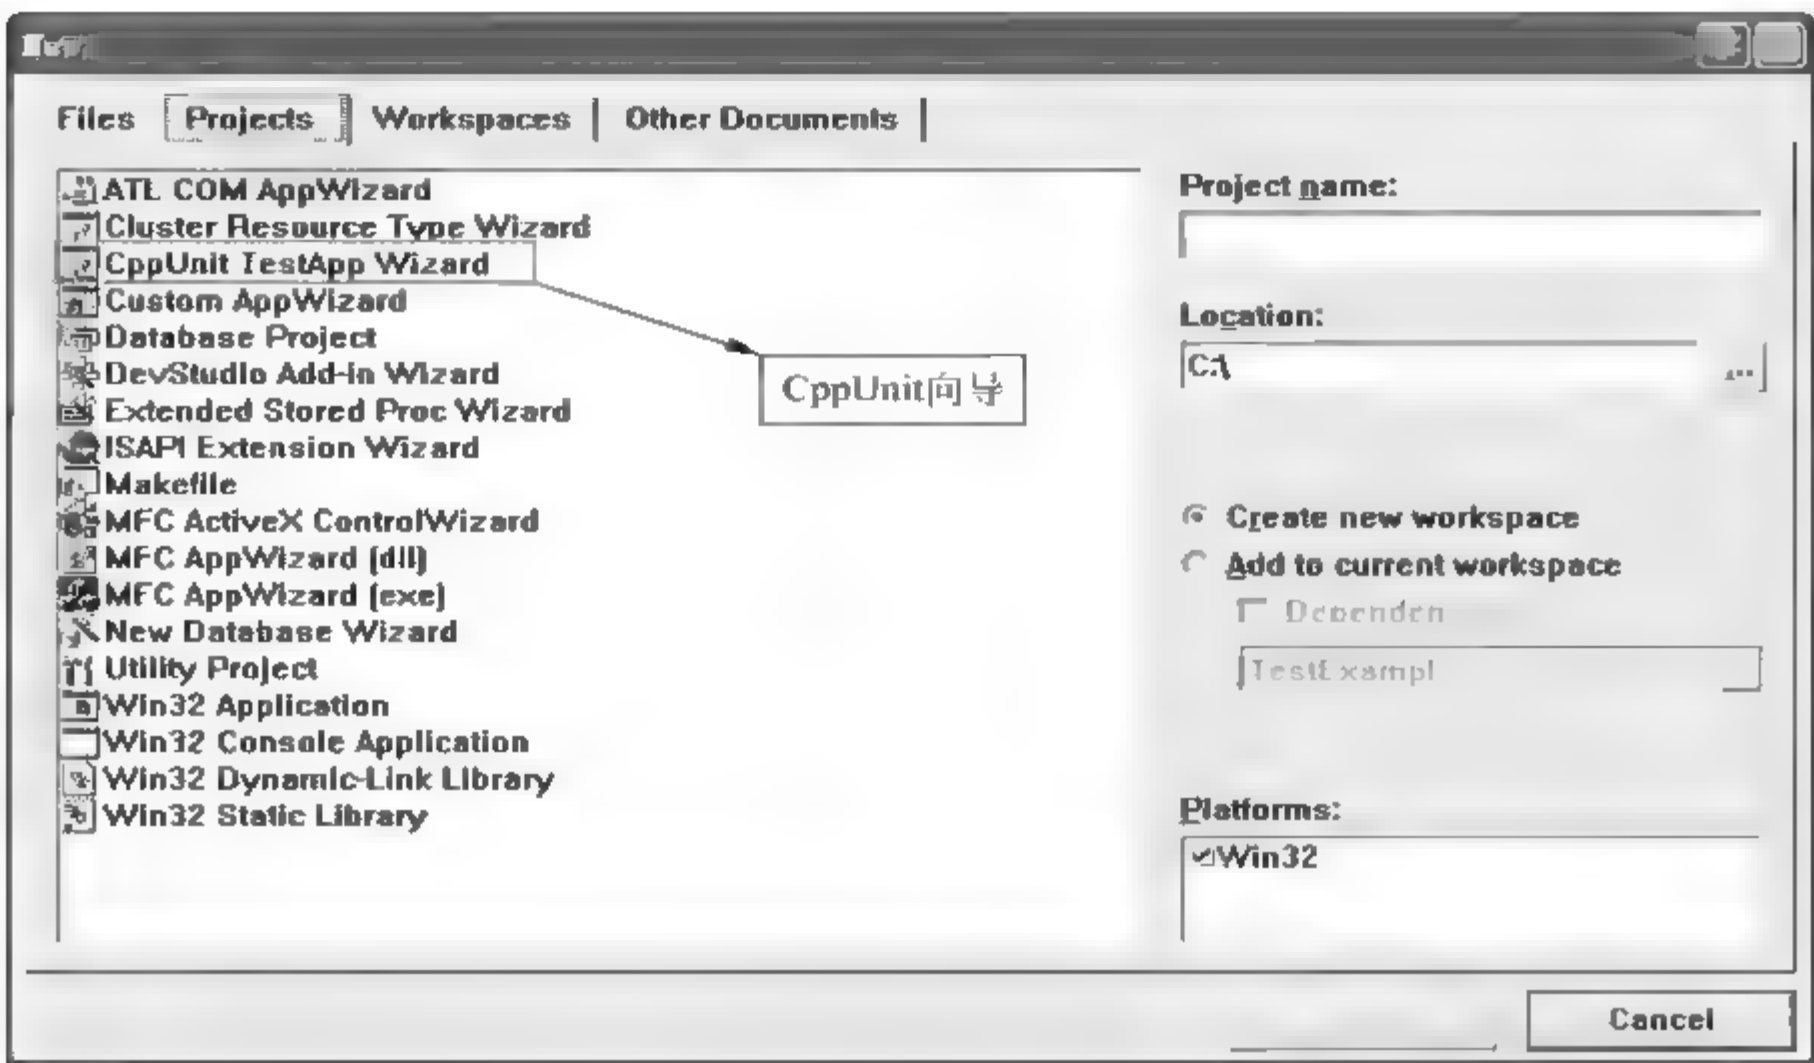 Files Projects Workspaces Other Documents
ATL COM AppWizard
Cluster Resource Type Wizard
CppUnit TestApp Wizard
Custom AppWizard
Database Project
DevStudio Add-in Wizard
Extended Stored Proc Wizard
ISAPI Extension Wizard
Makefile
MFC ActiveX ControlWizard
MFC AppWizard (dll)
MFC AppWizard (exe)
New Database Wizard
Utility Project
Win32 Application
Win32 Console Application
Win32 Dynamic-Link Library
Win32 Static Library
CppUnit向导
Project name:
Location:
C:\
...
Create new workspace
Add to current workspace
Dependen
TestExampl
Platforms:
Win32
Cancel